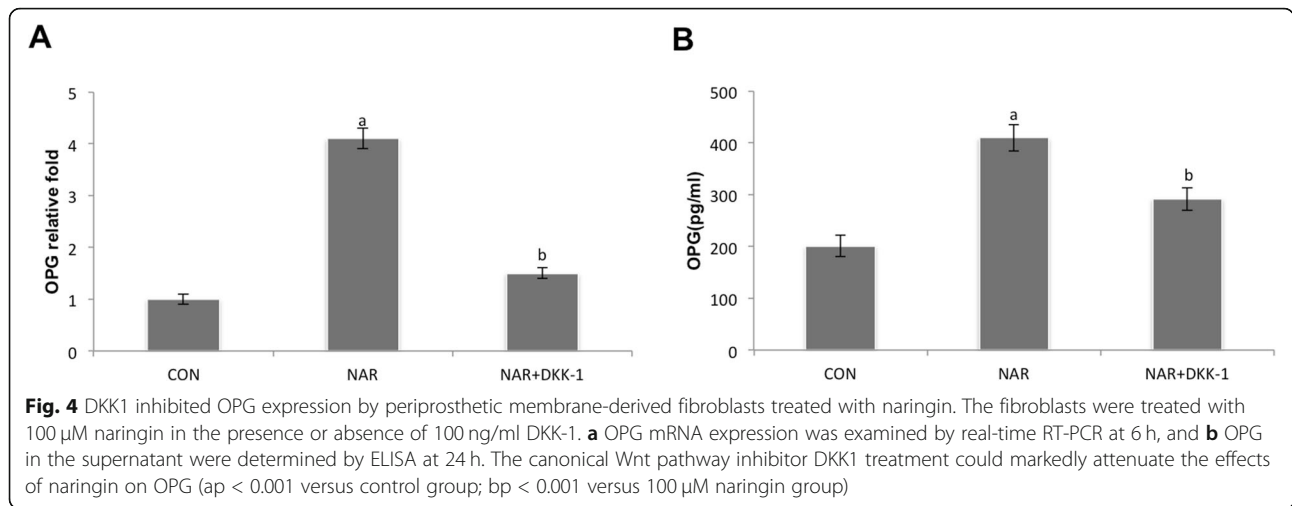 A
B
OPG relative fold
5
4
3
2
1
0
a
b
CON NAR NAR+DKK-1
OPG(pg/ml)
500
400
300
200
100
0
a
b
CON NAR NAR+DKK-1
Fig. 4 DKK1 inhibited OPG expression by periprosthetic membrane-derived fibroblasts treated with naringin. The fibroblasts were treated with
100 μM naringin in the presence or absence of 100 ng/ml DKK-1. a OPG mRNA expression was examined by real-time RT-PCR at 6 h, and b OPG
in the supernatant were determined by ELISA at 24 h. The canonical Wnt pathway inhibitor DKK1 treatment could markedly attenuate the effects
of naringin on OPG (ap < 0.001 versus control group; bp < 0.001 versus 100 μM naringin group)